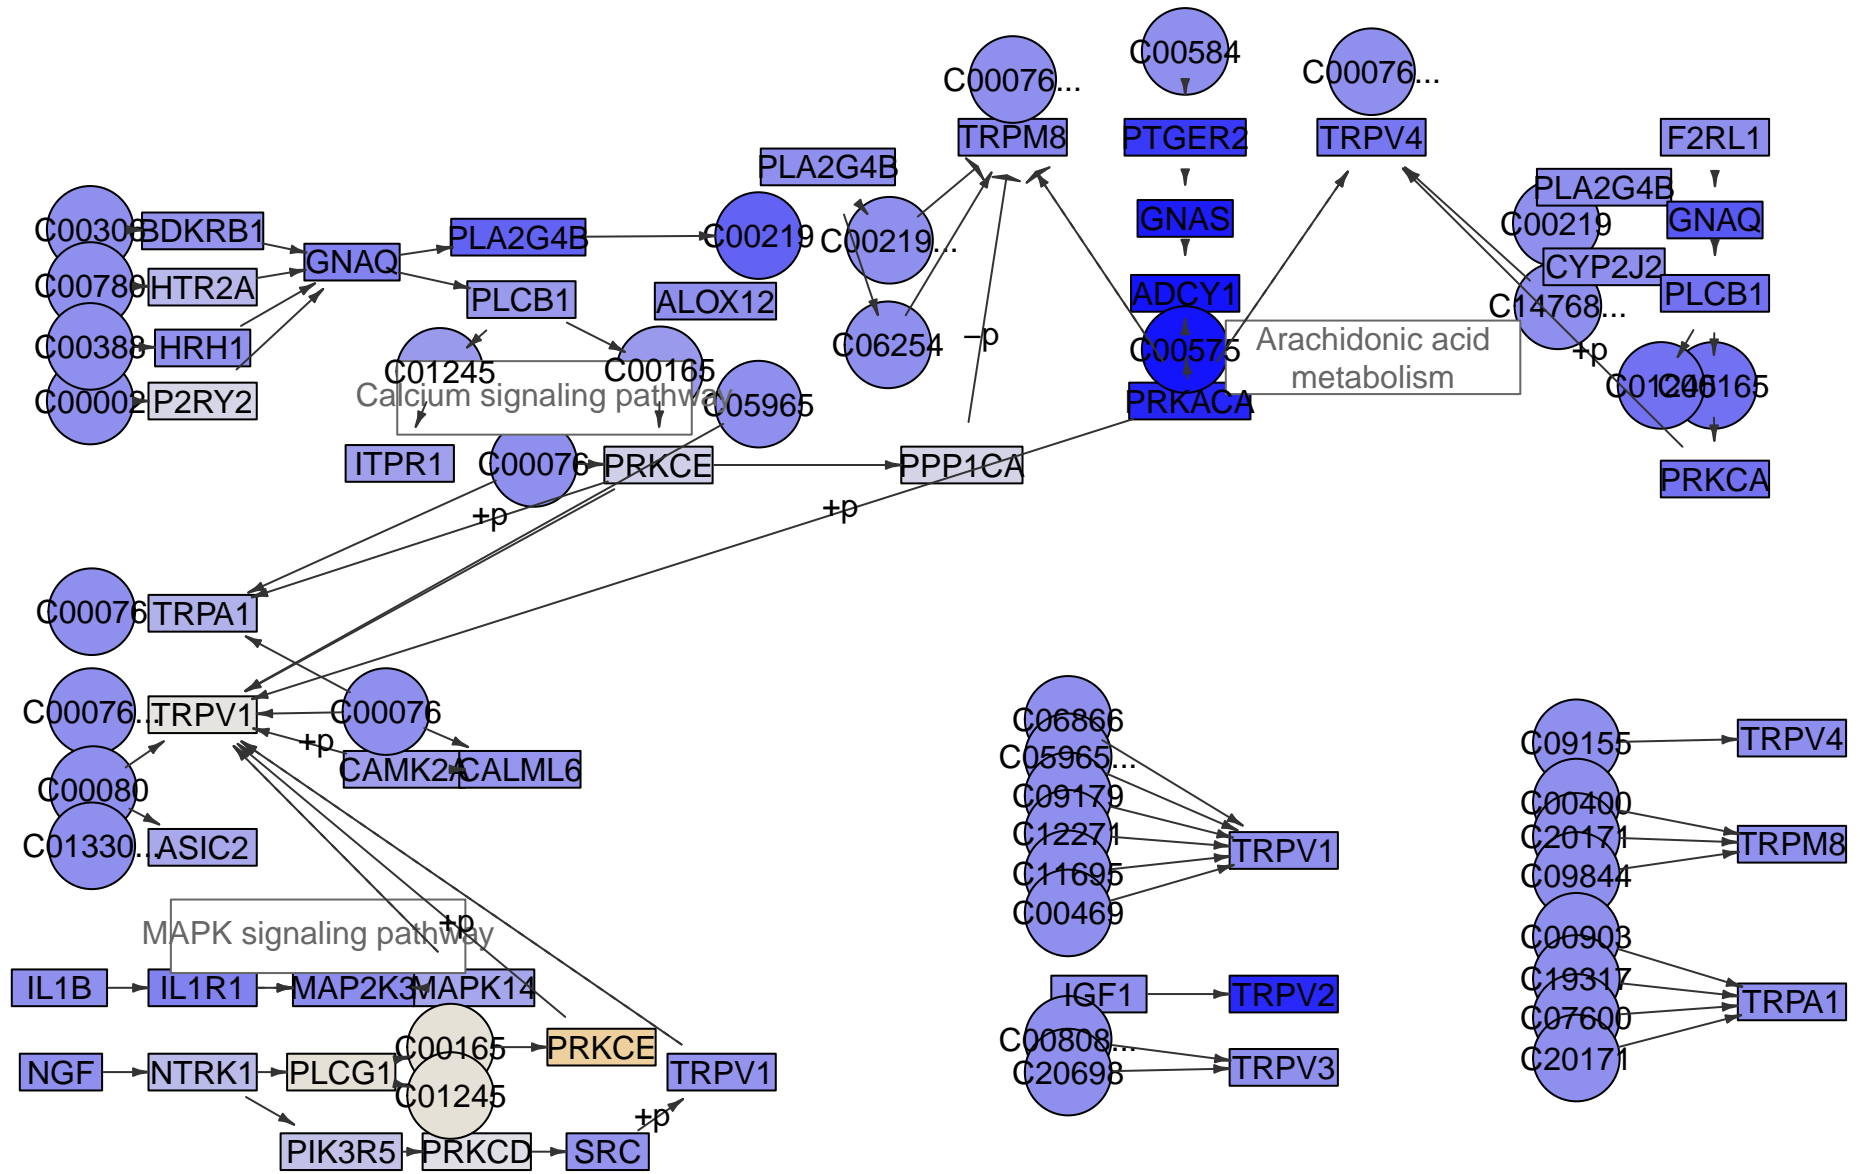 C00584
C00076...
C00076...
TRPM8
PTGER2
TRPV4
F2RL1
PLA2G4B
PLA2G4B
C00308
BDKRB1
PLA2G4B
C00219
C00219...
GNAS
C00219
GNAQ
GNAQ
C00780
HTR2A
PLCB1
ALOX12
ADCY1
CYP2J2
PLCB1
C14768...
C00388
HRH1
C01245
C00165
C06254
–p
C00575
Arachidonic acid
metabolism
+p
C01245
C00165
C00002
P2RY2
Calcium signaling pathway
C05965
PRKACA
ITPR1
C00076
PRKCE
PPP1CA
PRKCA
+p
+p
C00076
TRPA1
C00076...
TRPV1
C00076
+p
C06866
C09155
TRPV4
C05965...
C00080
CAMK2A
CALML6
C09179
C00400
C12271
C20171
TRPM8
C01330...
ASIC2
TRPV1
C11695
C09844
C00469
MAPK signaling pathway
+p
C00903
C19317
IL1B
IL1R1
MAP2K3
MAPK14
IGF1
TRPV2
TRPA1
C07600
C00165
PRKCE
C00808...
C20171
NGF
NTRK1
PLCG1
TRPV1
C20698
TRPV3
C01245
+p
PIK3R5
PRKCD
SRC